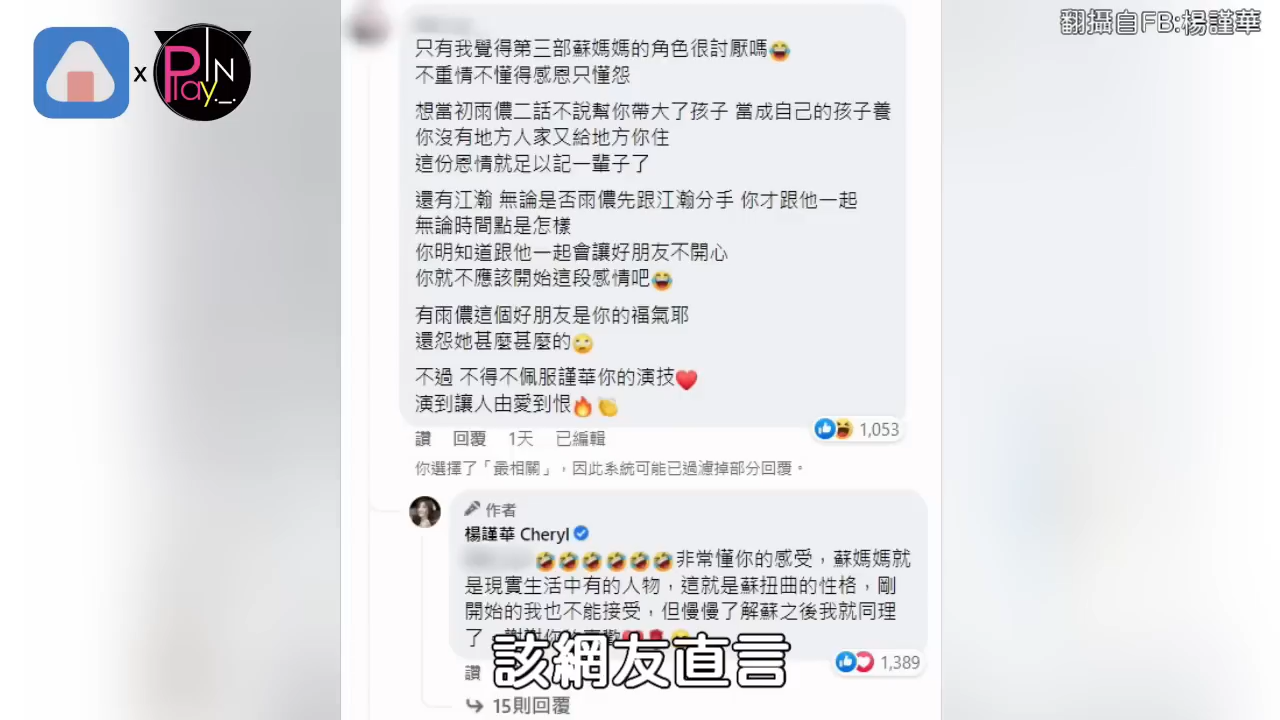 翻攝自FB:楊謹華
x
PlayIN
只有我覺得第三部蘇媽媽的角色很討厭嗎😂
不重情不懂得感恩只懂怨
想當初雨儂二話不說幫你帶大了孩子 當成自己的孩子養
你沒有地方人家又給地方你住
這份恩情就足以記一輩子了
還有江瀚 無論是否雨儂先跟江瀚分手 你才跟他一起
無論時間點是怎樣
你明知道跟他一起會讓好朋友不開心
你就不應該開始這段感情吧😂
有雨儂這個好朋友是你的福氣耶
還怨她甚麼甚麼的🙄
不過 不得不佩服謹華你的演技❤️
演到讓人由愛到恨🔥👏
1,053
讚 回覆 1天 已編輯
你選擇了「最相關」，因此系統可能已過濾掉部分回覆。
作者
楊謹華 Cheryl
🤣🤣🤣🤣🤣🤣非常懂你的感受，蘇媽媽就
是現實生活中有的人物，這就是蘇扭曲的性格，剛
開始的我也不能接受，但慢慢了解蘇之後我就同理
了
該網友直言
讚
1,389
15則回覆